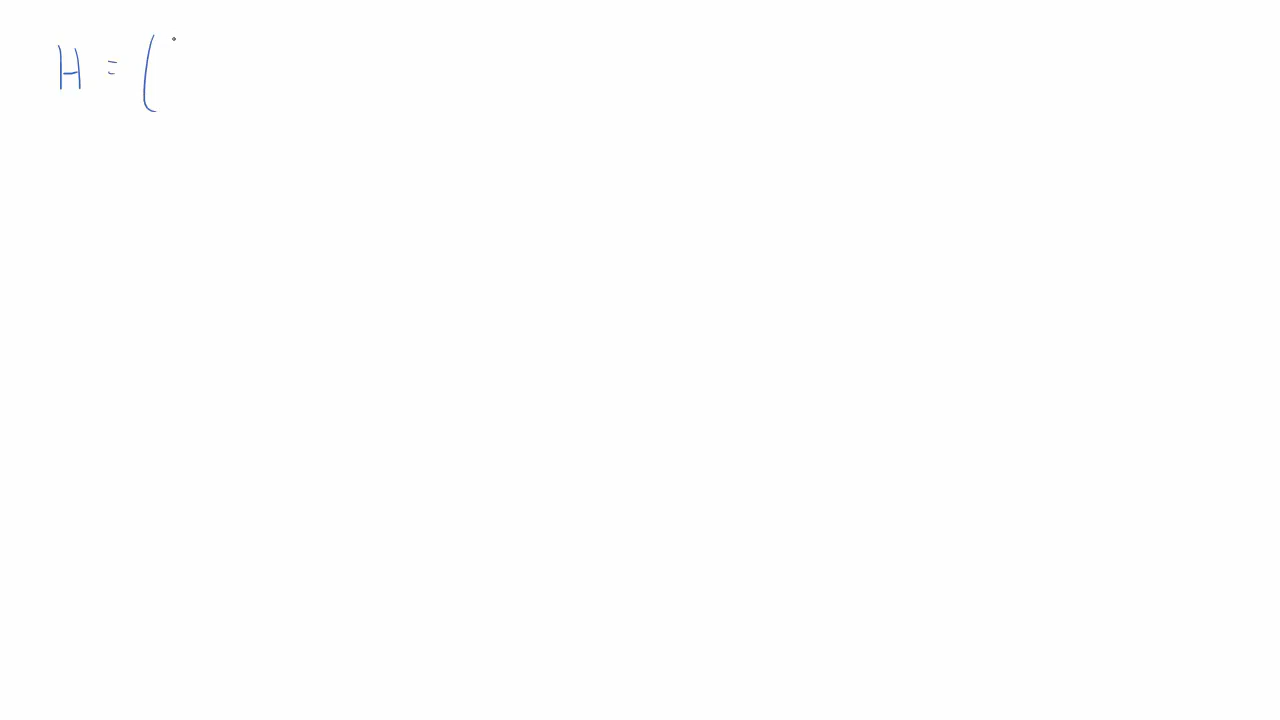 H = (